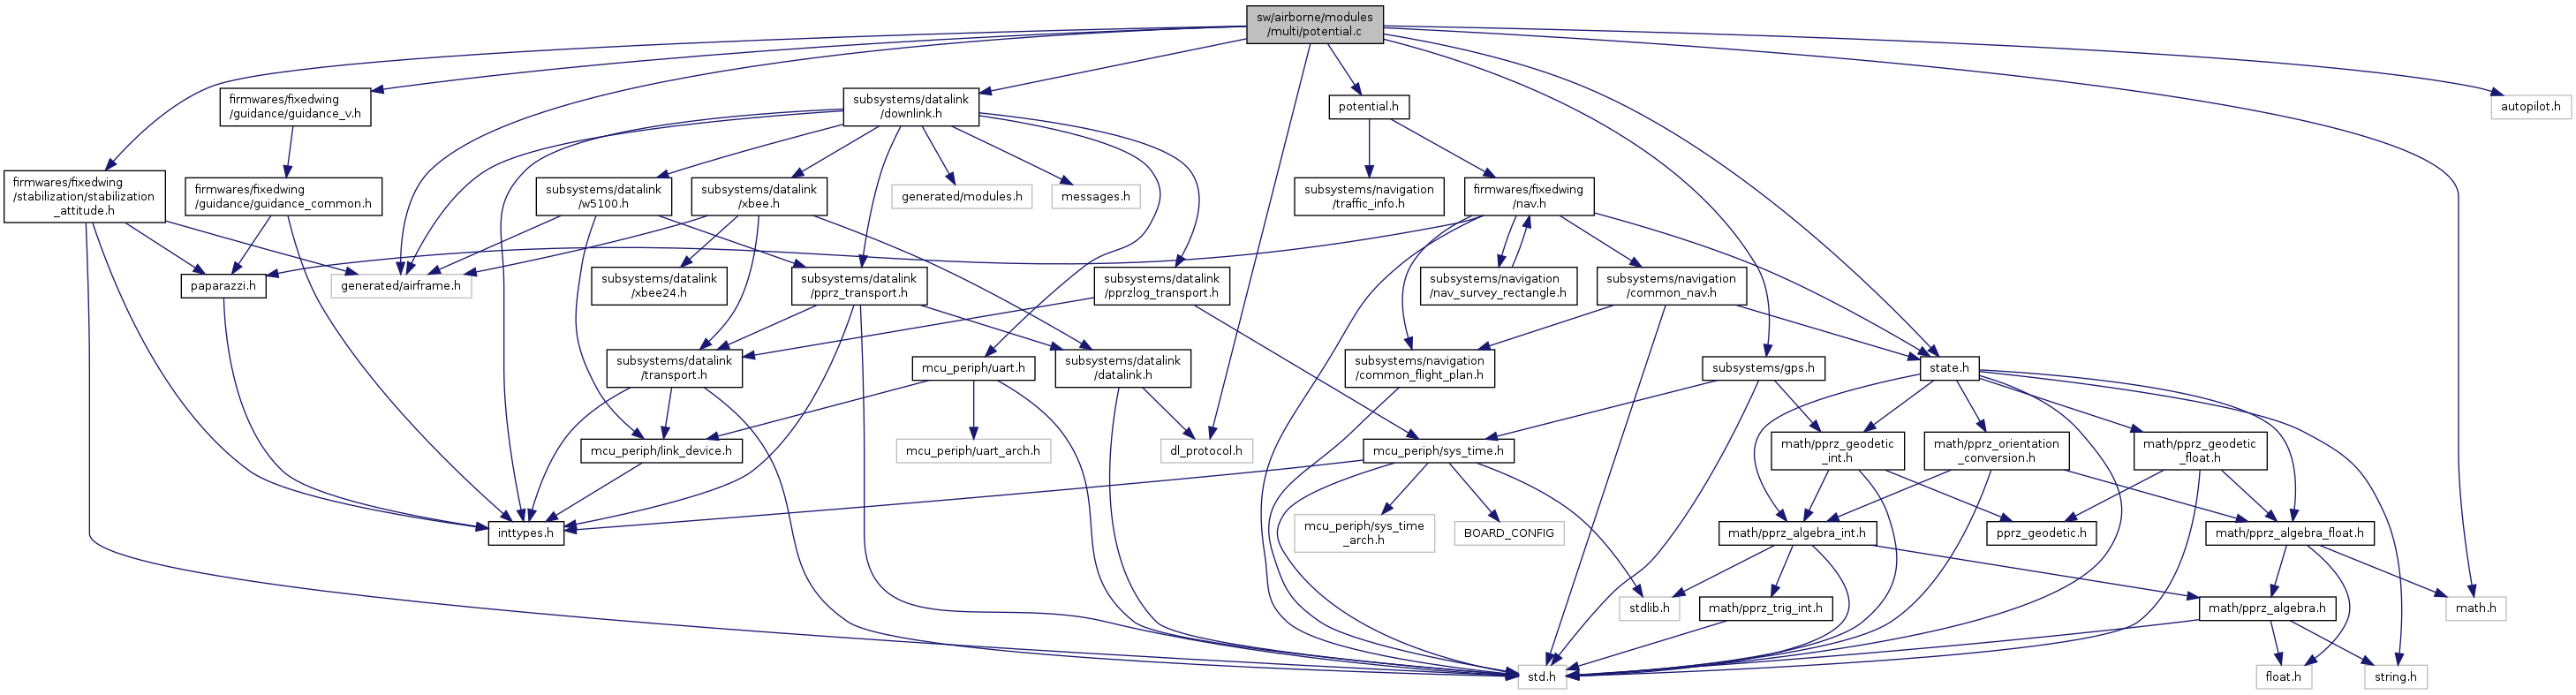 sw/airborne/modules
/multi/potential.c
firmwares/fixedwing
/guidance/guidance_v.h
subsystems/datalink
/downlink.h
potential.h
autopilot.h
firmwares/fixedwing
/stabilization/stabilization
_attitude.h
firmwares/fixedwing
/guidance/guidance_common.h
subsystems/datalink
/w5100.h
subsystems/datalink
/xbee.h
generated/modules.h
messages.h
subsystems/navigation
/traffic_info.h
firmwares/fixedwing
/nav.h
paparazzi.h
generated/airframe.h
subsystems/datalink
/xbee24.h
subsystems/datalink
/pprz_transport.h
subsystems/datalink
/pprzlog_transport.h
subsystems/navigation
/nav_survey_rectangle.h
subsystems/navigation
/common_nav.h
subsystems/datalink
/transport.h
mcu_periph/uart.h
subsystems/datalink
/datalink.h
subsystems/navigation
/common_flight_plan.h
subsystems/gps.h
state.h
mcu_periph/link_device.h
mcu_periph/uart_arch.h
dl_protocol.h
mcu_periph/sys_time.h
math/pprz_geodetic
_int.h
math/pprz_orientation
_conversion.h
math/pprz_geodetic
_float.h
inttypes.h
mcu_periph/sys_time
_arch.h
BOARD_CONFIG
math/pprz_algebra_int.h
pprz_geodetic.h
math/pprz_algebra_float.h
stdlib.h
math/pprz_trig_int.h
math/pprz_algebra.h
math.h
std.h
float.h
string.h